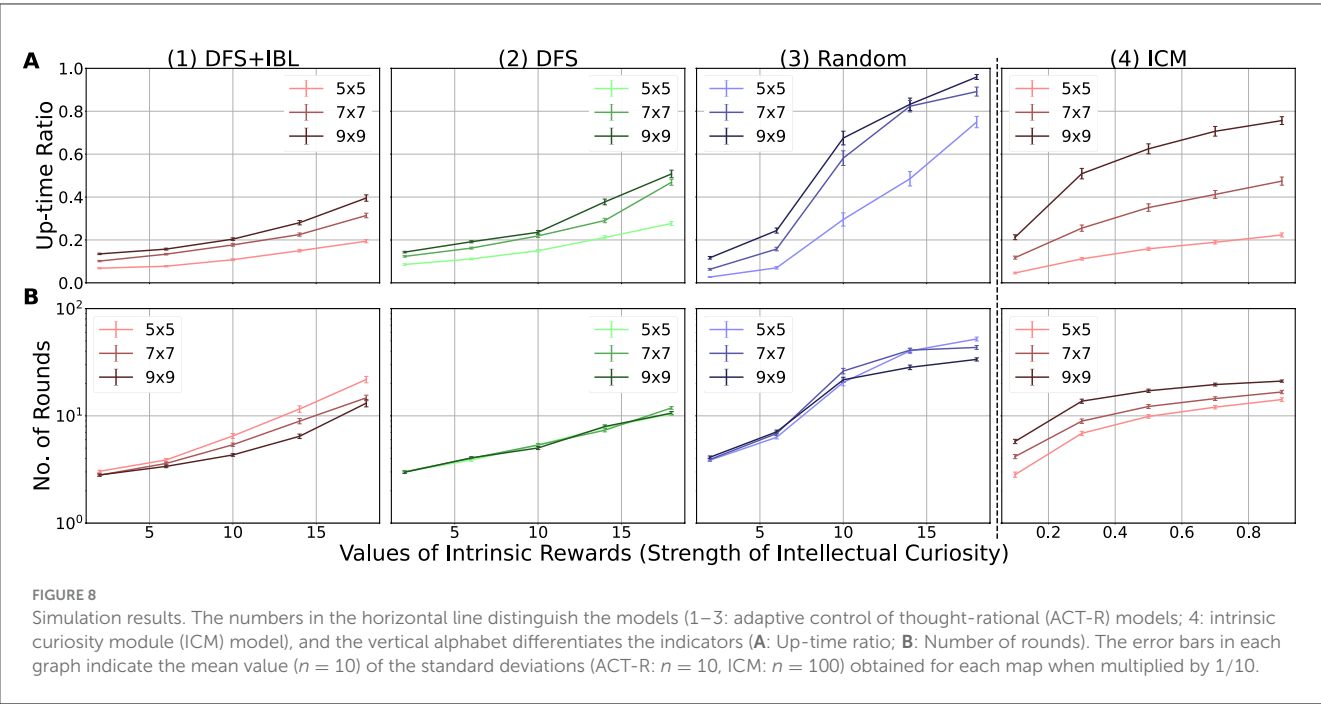 (1) DFS+IBL (2) DFS (3) Random (4) ICM
A
1.0
0.8
0.6
0.4
0.2
0.0
Up-time Ratio
5x5
7x7
9x9
5x5
7x7
9x9
5x5
7x7
9x9
5x5
7x7
9x9
B
10²
10¹
10⁰
No. of Rounds
5x5
7x7
9x9
5x5
7x7
9x9
5x5
7x7
9x9
5x5
7x7
9x9
5 10 15 5 10 15 5 10 15 0.2 0.4 0.6 0.8
Values of Intrinsic Rewards (Strength of Intellectual Curiosity)
FIGURE 8
Simulation results. The numbers in the horizontal line distinguish the models (1–3: adaptive control of thought-rational (ACT-R) models; 4: intrinsic
curiosity module (ICM) model), and the vertical alphabet differentiates the indicators (A: Up-time ratio; B: Number of rounds). The error bars in each
graph indicate the mean value (n = 10) of the standard deviations (ACT-R: n = 10, ICM: n = 100) obtained for each map when multiplied by 1/10.